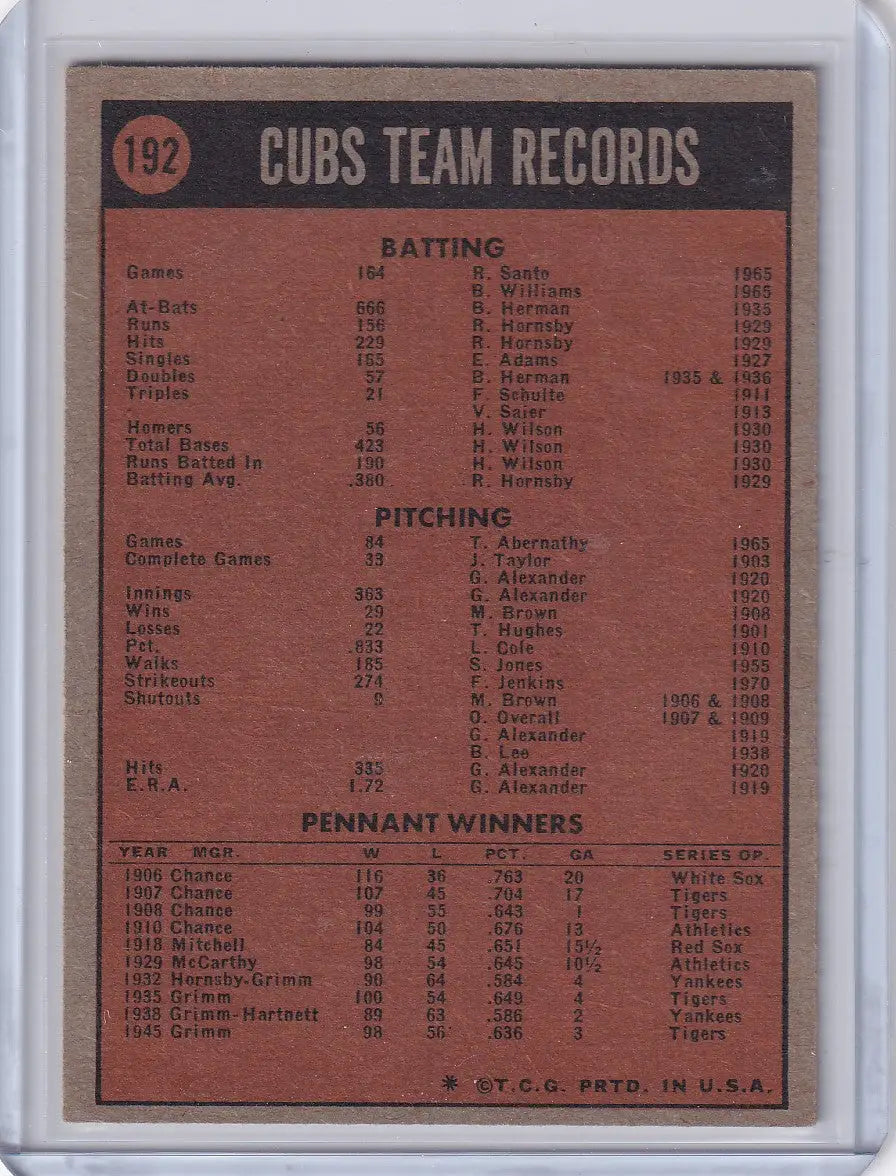 192 CUBS TEAM RECORDS
BATTING
Games 164 R. Santo 1965
B. Williams 1965
At-Bats 666 B. Herman 1935
Runs 156 R. Hornsby 1929
Hits 229 R. Hornsby 1929
Singles 165 E. Adams 1927
Doubles 57 B. Herman 1935 & 1936
Triples 21 F. Schulte 1911
V. Saier 1913
Homers 56 H. Wilson 1930
Total Bases 423 H. Wilson 1930
Runs Batted In 190 H. Wilson 1930
Batting Avg. .380 R. Hornsby 1929
PITCHING
Games 84 T. Abernathy 1965
Complete Games 33 J. Taylor 1903
G. Alexander 1920
Innings 363 G. Alexander 1920
Wins 29 M. Brown 1908
Losses 22 T. Hughes 1901
Pct. .833 L. Cole 1910
Walks 185 S. Jones 1955
Strikeouts 274 F. Jenkins 1970
Shutouts 9 M. Brown 1906 & 1908
O. Overall 1907 & 1909
G. Alexander 1919
B. Lee 1938
Hits 335 G. Alexander 1920
E.R.A. 1.72 G. Alexander 1919
PENNANT WINNERS
YEAR MGR. W L PCT. GA SERIES OP.
1906 Chance 116 36 .763 20 White Sox
1907 Chance 107 45 .704 17 Tigers
1908 Chance 99 55 .643 1 Tigers
1910 Chance 104 50 .676 13 Athletics
1918 Mitchell 84 45 .651 15½ Red Sox
1929 McCarthy 98 54 .645 10½ Athletics
1932 Hornsby-Grimm 90 64 .584 4 Yankees
1935 Grimm 100 54 .649 4 Tigers
1938 Grimm-Hartnett 89 63 .586 2 Yankees
1945 Grimm 98 56 .636 3 Tigers
* ©T.C.G. PRTD. IN U.S.A.